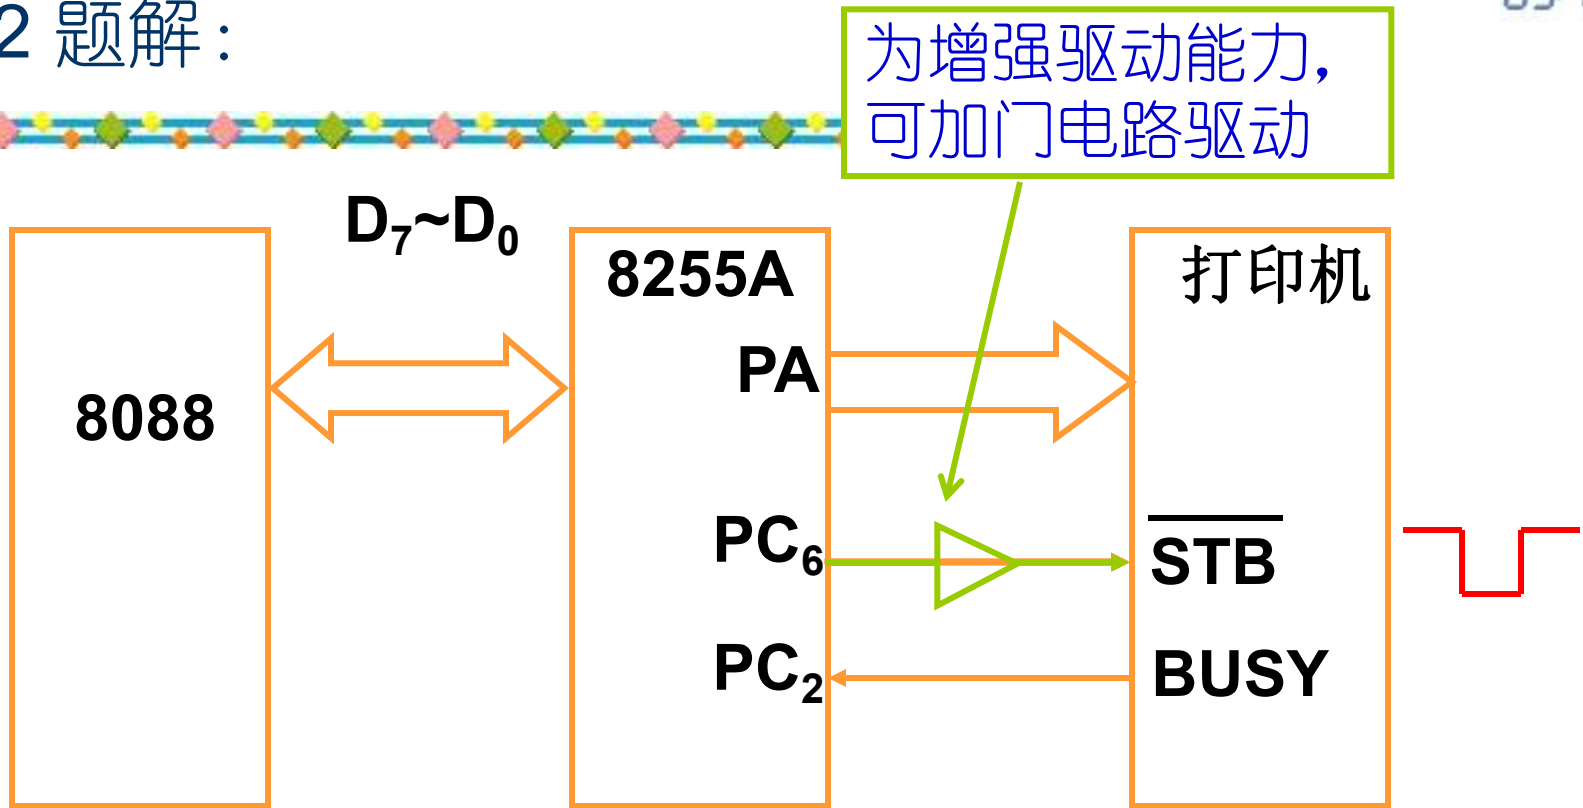 2 题解：
为增强驱动能力，
可加门电路驱动
D₇~D₀
8255A
打印机
PA
8088
PC₆
STB
PC₂
BUSY